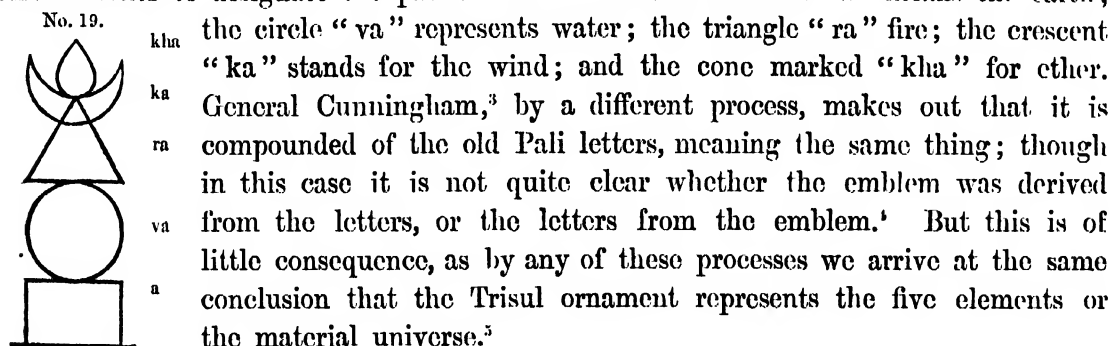 No. 19.
kha
ka
ra
va
a
the circle “ va ” represents water ; the triangle “ ra ” fire ; the crescent
“ ka ” stands for the wind ; and the cone marked “ kha ” for ether.
General Cunningham,³ by a different process, makes out that it is
compounded of the old Pali letters, meaning the same thing ; though
in this case it is not quite clear whether the emblem was derived
from the letters, or the letters from the emblem.⁴ But this is of
little consequence, as by any of these processes we arrive at the same
conclusion that the Trisul ornament represents the five elements or
the material universe.⁵